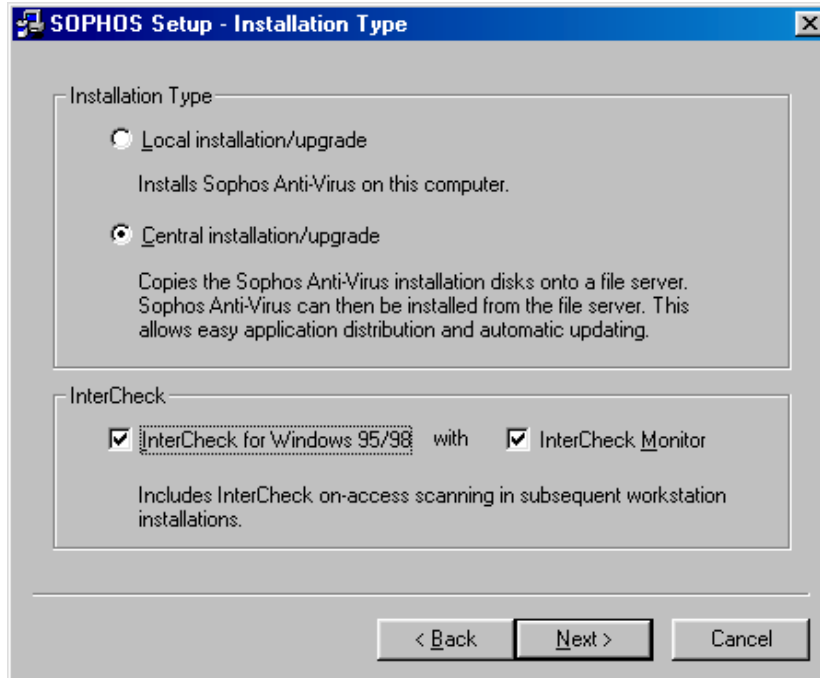 SOPHOS Setup - Installation Type
Installation Type
Local installation/upgrade
Installs Sophos Anti-Virus on this computer.
Central installation/upgrade
Copies the Sophos Anti-Virus installation disks onto a file server.
Sophos Anti-Virus can then be installed from the file server. This
allows easy application distribution and automatic updating.
InterCheck
InterCheck for Windows 95/98 with InterCheck Monitor
Includes InterCheck on-access scanning in subsequent workstation
installations.
< Back Next > Cancel